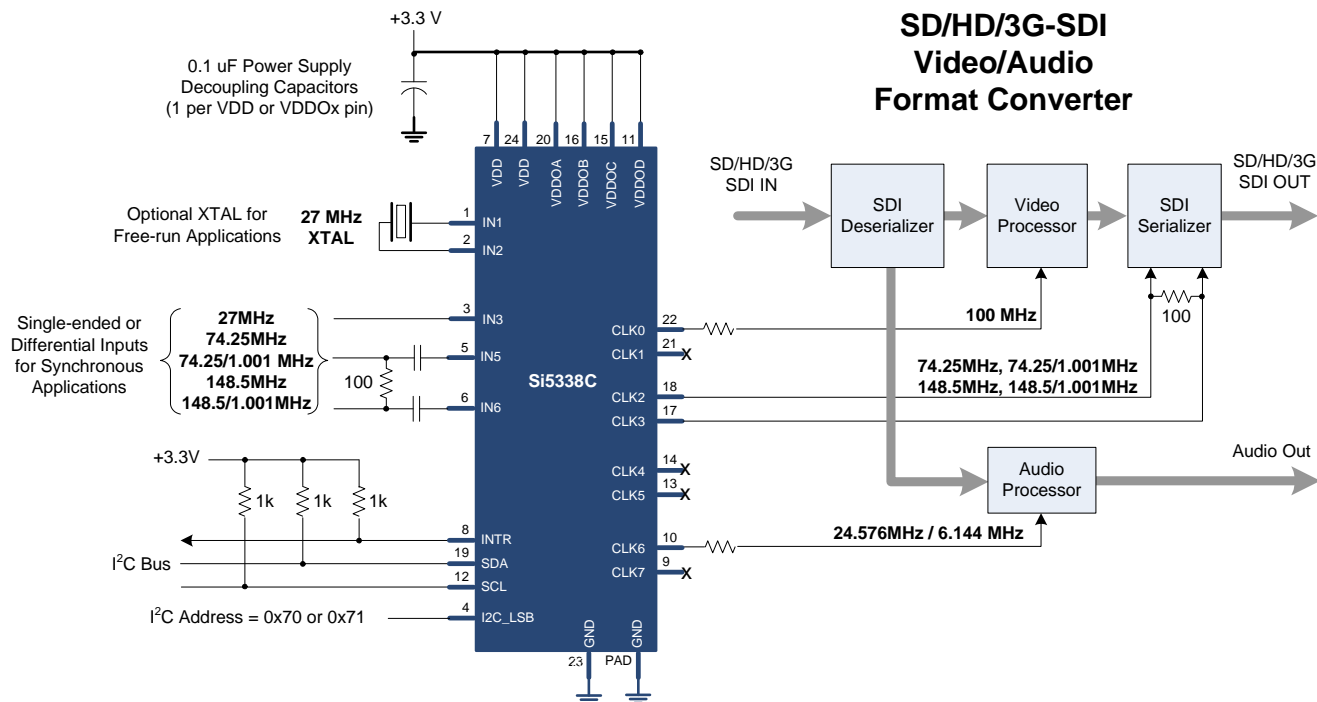 SD/HD/3G-SDI
Video/Audio
Format Converter
+3.3 V
0.1 uF Power Supply
Decoupling Capacitors
(1 per VDD or VDDOx pin)
7
24
20
16
15
11
VDD
VDD
VDDOA
VDDOB
VDDOC
VDDOD
Optional XTAL for
Free-run Applications
27 MHz
XTAL
1
IN1
2
IN2
Single-ended or
Differential Inputs
for Synchronous
Applications
27MHz
74.25MHz
74.25/1.001 MHz
148.5MHz
148.5/1.001MHz
100
3
IN3
5
IN5
6
IN6
Si5338C
+3.3V
1k
1k
1k
8
INTR
I2C Bus
19
SDA
12
SCL
I2C Address = 0x70 or 0x71
4
I2C_LSB
GND
GND
23
PAD
CLK0
22
CLK1
21
X
CLK2
18
CLK3
17
CLK4
14
X
CLK5
13
X
CLK6
10
CLK7
9
X
SD/HD/3G
SDI IN
SDI
Deserializer
Video
Processor
SDI
Serializer
SD/HD/3G
SDI OUT
100 MHz
100
74.25MHz, 74.25/1.001MHz
148.5MHz, 148.5/1.001MHz
Audio
Processor
Audio Out
24.576MHz / 6.144 MHz